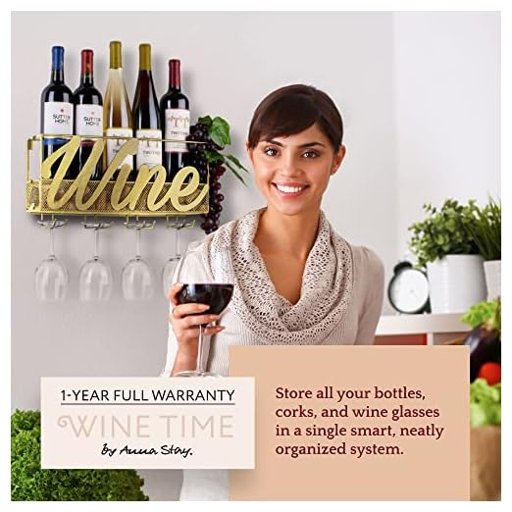 SUTTER
HOME
SUTTER
HOME
Wine
1-YEAR FULL WARRANTY
WINE TIME
by Anna Stay.
Store all your bottles,
corks, and wine glasses
in a single smart, neatly
organized system.